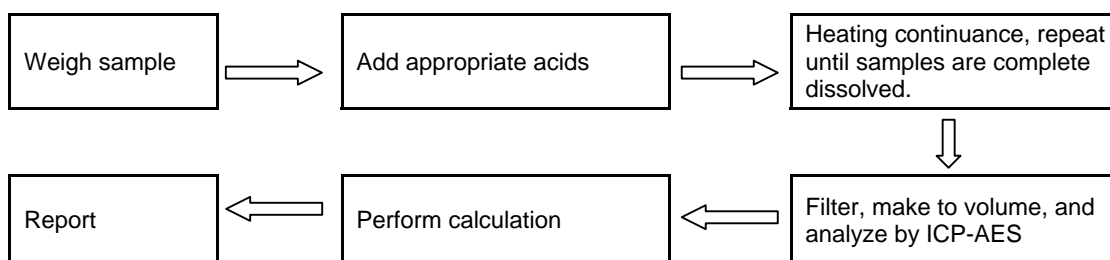 Weigh sample
Add appropriate acids
Heating continuance, repeat
until samples are complete
dissolved.
Filter, make to volume, and
analyze by ICP-AES
Perform calculation
Report